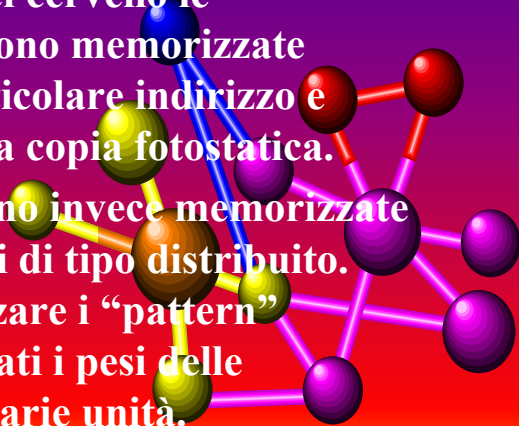 el cervello le
ono memorizzate
icolare indirizzo e
a copia fotostatica.
no invece memorizzate
i di tipo distribuito.
zare i “pattern”
ati i pesi delle
arie unità.